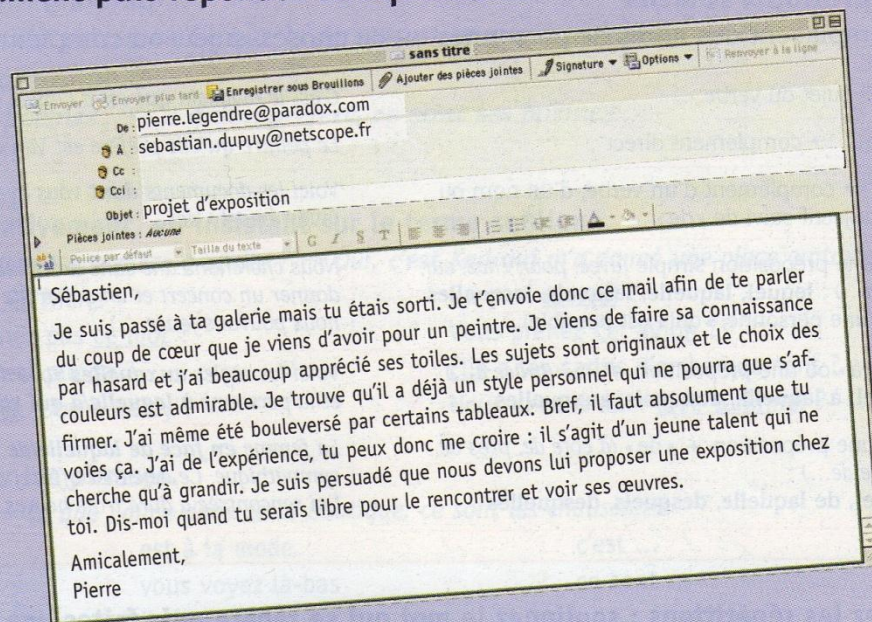 sans titre
Envoyer Envoyer plus tard Enregistrer sous Brouillons Ajouter des pièces jointes Signature Options Renvoyer à la ligne
De : pierre.legendre@paradox.com
A : sebastian.dupuy@netscope.fr
Cc :
Cci :
Objet : projet d'exposition
Pièces jointes : Aucune
Police par défaut Taille du texte G I S T
Sébastien,
Je suis passé à ta galerie mais tu étais sorti. Je t'envoie donc ce mail afin de te parler
du coup de cœur que je viens d'avoir pour un peintre. Je viens de faire sa connaissance
par hasard et j'ai beaucoup apprécié ses toiles. Les sujets sont originaux et le choix des
couleurs est admirable. Je trouve qu'il a déjà un style personnel qui ne pourra que s'af-
firmer. J'ai même été bouleversé par certains tableaux. Bref, il faut absolument que tu
voies ça. J'ai de l'expérience, tu peux donc me croire : il s'agit d'un jeune talent qui ne
cherche qu'à grandir. Je suis persuadé que nous devons lui proposer une exposition chez
toi. Dis-moi quand tu serais libre pour le rencontrer et voir ses œuvres.
Amicalement,
Pierre